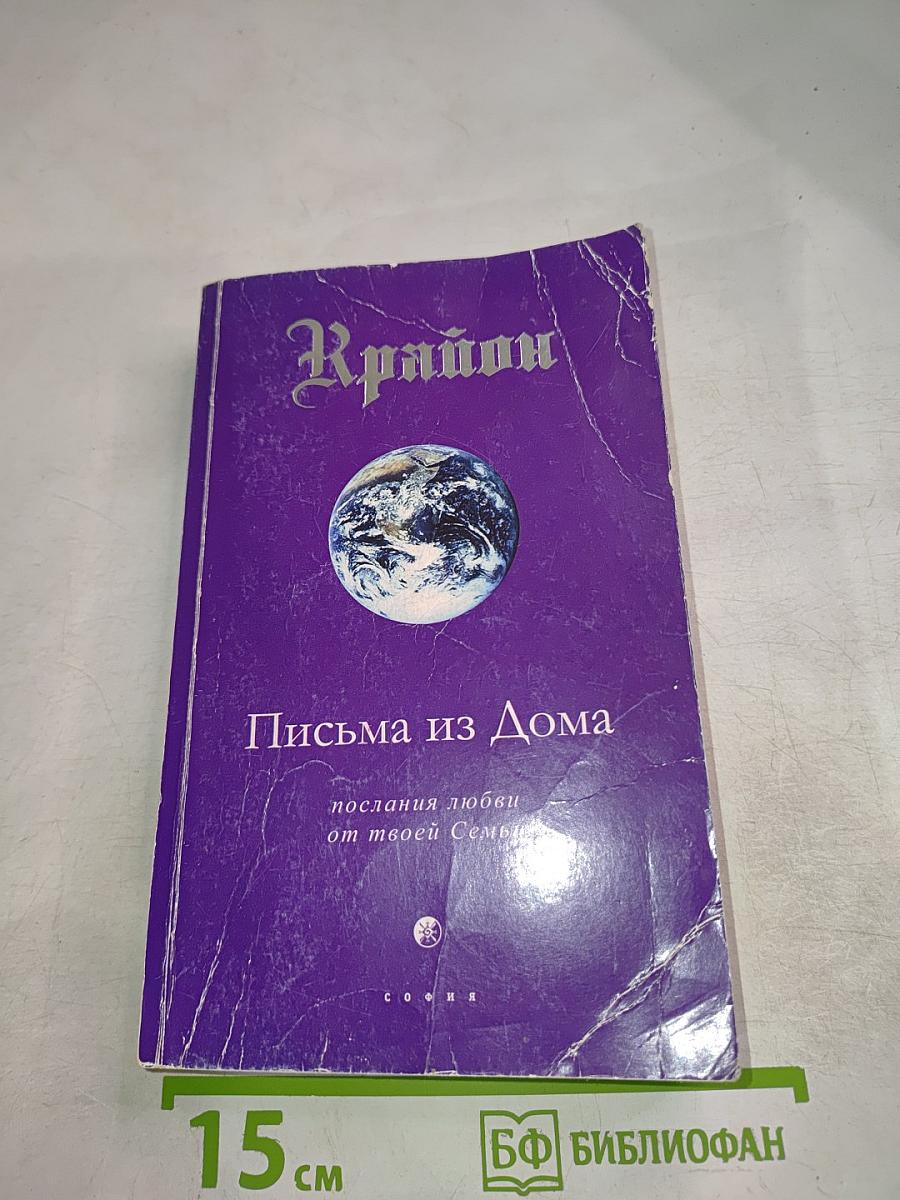 Крайон
Письма из Дома
послания любви
от твоей Семьи
СОФИЯ
15 см
БФ БИБЛИОФАН